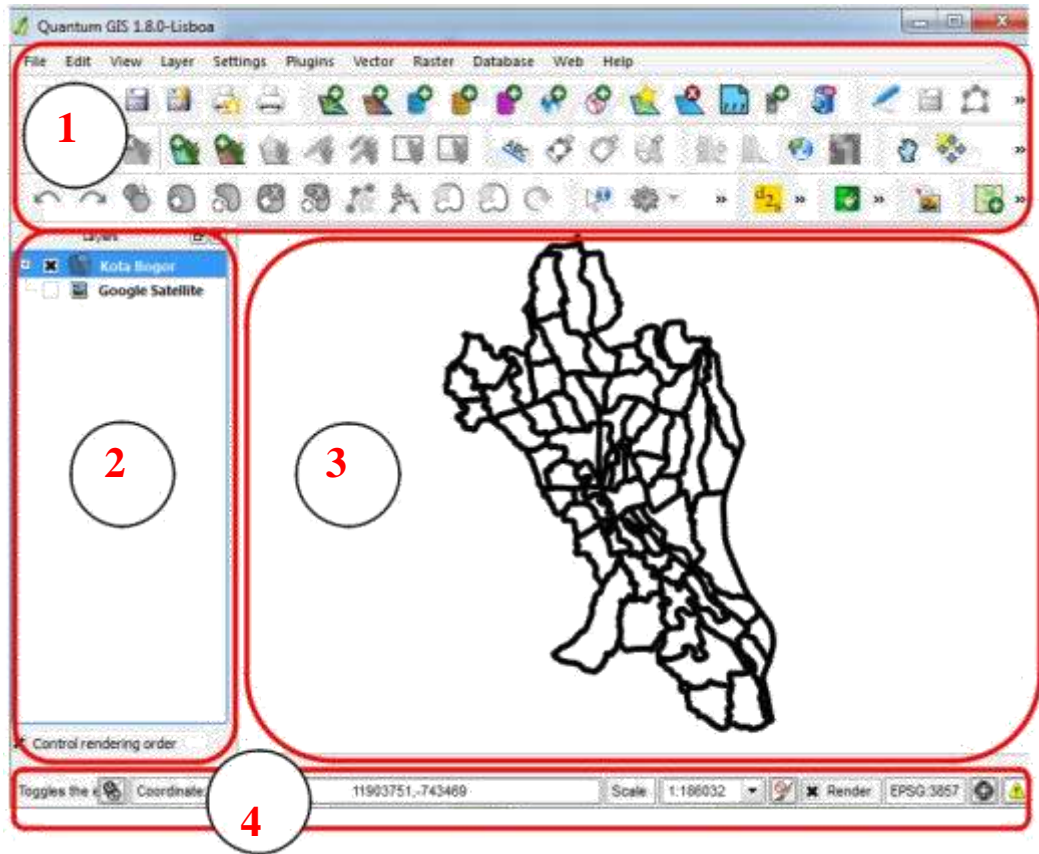 Quantum GIS 1.8.0-Lisboa
File Edit View Layer Settings Plugins Vector Raster Database Web Help
1
Layers
Kota Bogor
Google Satellite
2
3
Control rendering order
Toggles the Coordinate: 11903751,-743469 Scale 1:186032 Render EPSG:3857
4